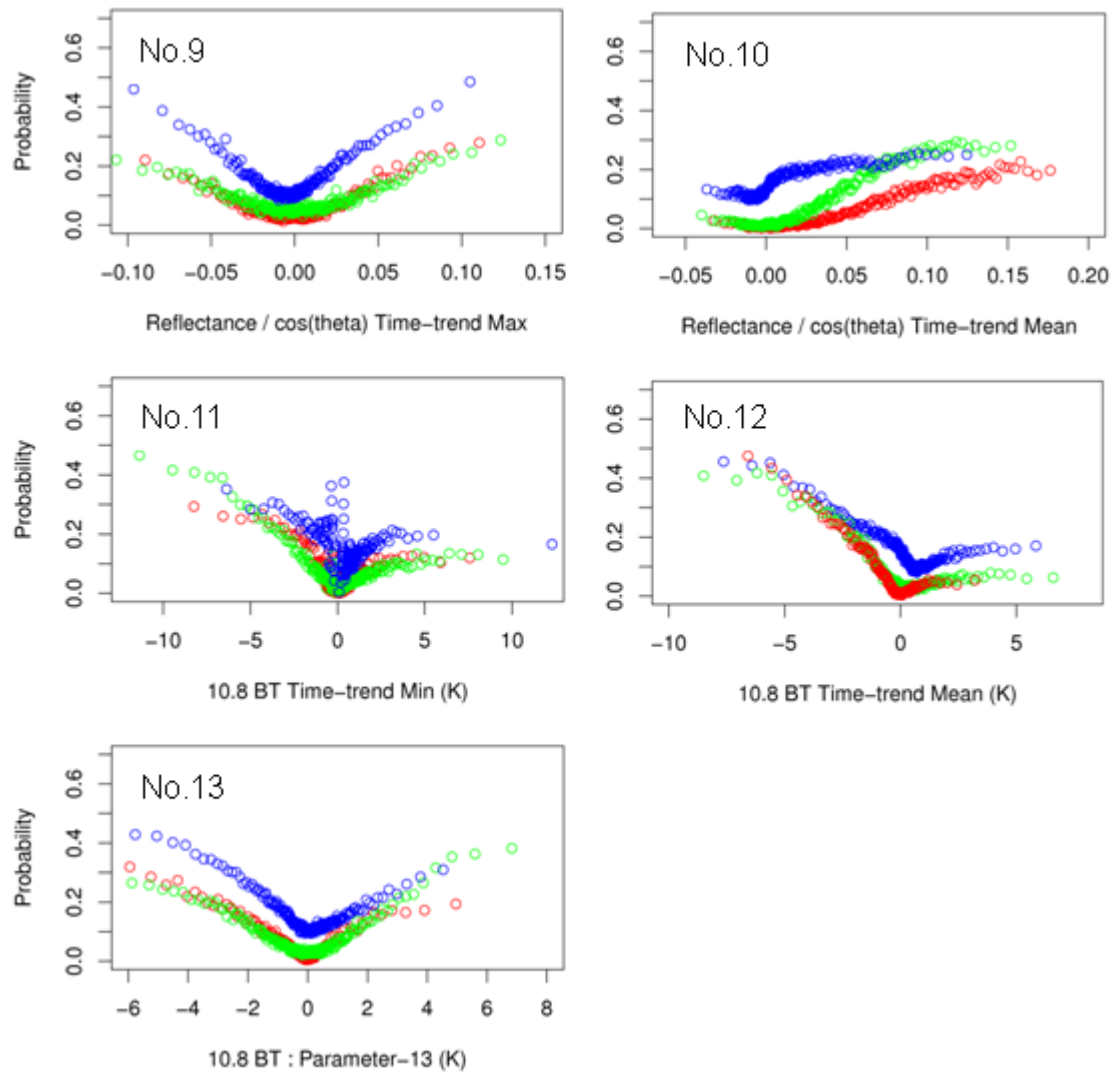 No.9
Probability
0.0 0.2 0.4 0.6
−0.10 −0.05 0.00 0.05 0.10 0.15
Reflectance / cos(theta) Time−trend Max
No.10
0.0 0.2 0.4 0.6
−0.05 0.00 0.05 0.10 0.15 0.20
Reflectance / cos(theta) Time−trend Mean
No.11
Probability
0.0 0.2 0.4 0.6
−10 −5 0 5 10
10.8 BT Time−trend Min (K)
No.12
0.0 0.2 0.4 0.6
−10 −5 0 5
10.8 BT Time−trend Mean (K)
No.13
Probability
0.0 0.2 0.4 0.6
−6 −4 −2 0 2 4 6 8
10.8 BT : Parameter−13 (K)